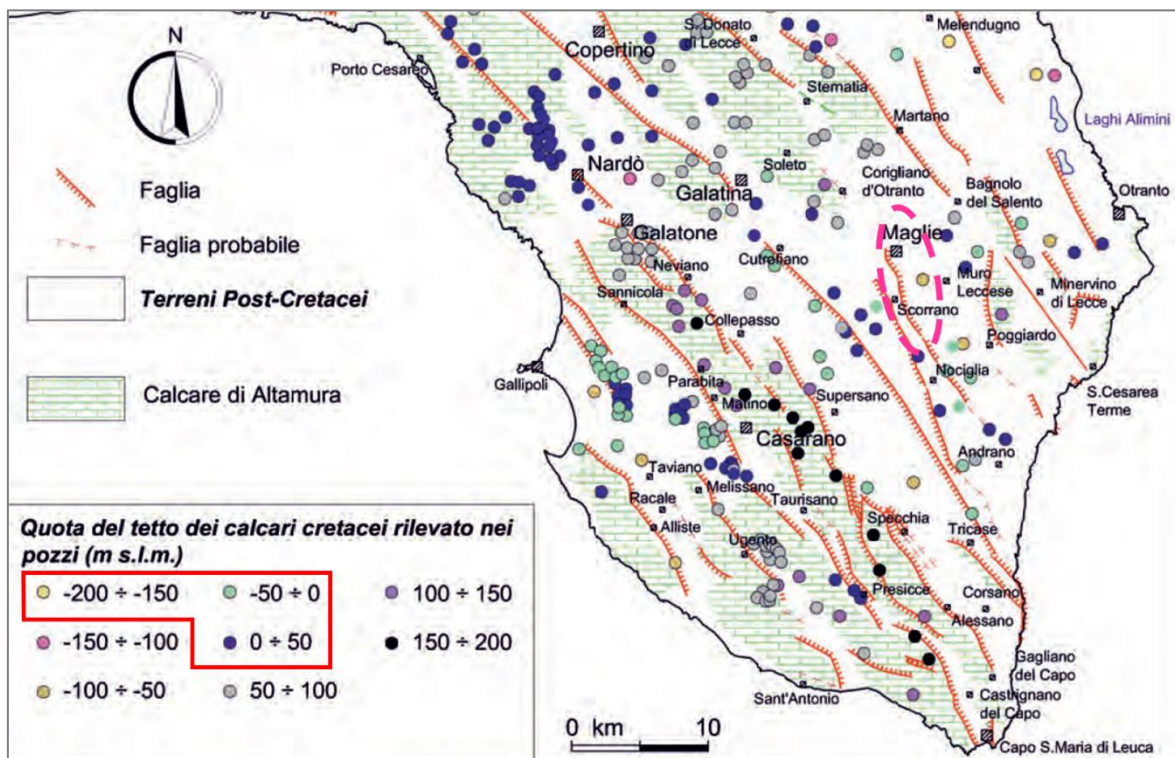 N
Faglia
Faglia probabile
Terreni Post-Cretacei
Calcare di Altamura
Quota del tetto dei calcari cretacei rilevato nei
pozzi (m s.l.m.)
-200 ÷ -150
-50 ÷ 0
100 ÷ 150
-150 ÷ -100
0 ÷ 50
150 ÷ 200
-100 ÷ -50
50 ÷ 100
Porto Cesareo
Copertino
S. Donato
di Lecce
Melendugno
Sternatia
Martano
Laghi Alimini
Nardò
Galatina
Soleto
Corigliano
d'Otranto
Bagnolo
del Salento
Otranto
Galatone
Maglie
Neviano
Cutrofiano
Muro
Leccese
Minervino
di Lecce
Sannicola
Scorrano
Collepasso
Poggiardo
Gallipoli
Parabita
Nociglia
S.Cesarea
Terme
Matino
Supersano
Casarano
Andrano
Taviano
Melissano
Racale
Taurisano
Alliste
Specchia
Tricase
Ugento
Presicce
Corsano
Alessano
Gagliano
del Capo
Sant'Antonio
Castrignano
del Capo
0 km 10
Capo S.Maria di Leuca